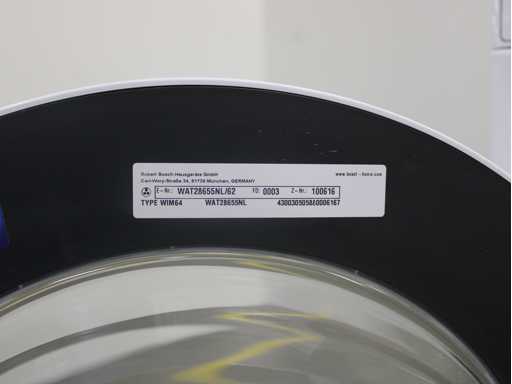 Robert Bosch Hausgeräte GmbH
Carl-Wery-Straße 34, 81739 München, GERMANY
www.bosch-home.com
E-Nr.: WAT28655NL/62 FD: 0003 Z-Nr.: 100616
TYPE WIM64 WAT28655NL